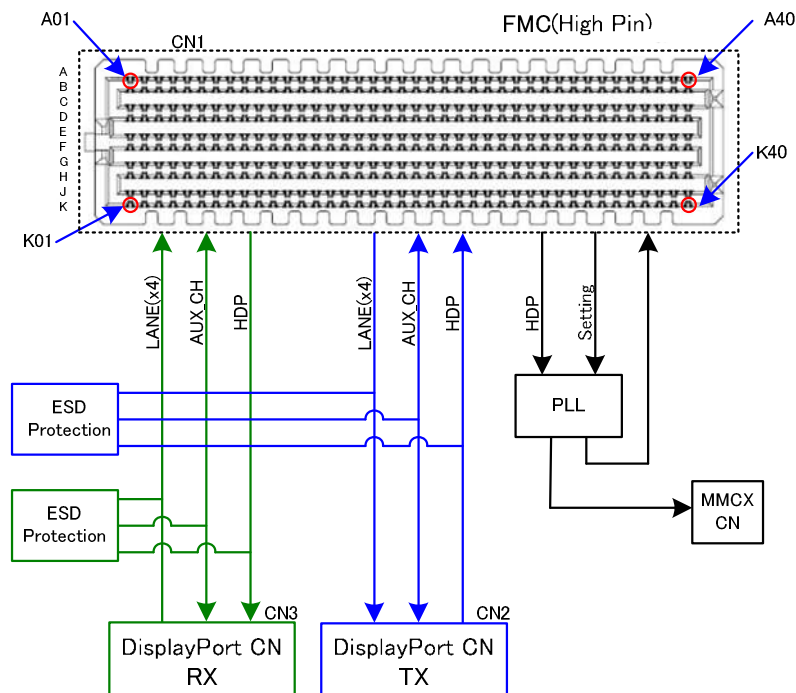 A01
CN1
FMC(High Pin)
A40
A
B
C
D
E
F
G
H
J
K
K01
K40
LANE(x4)
AUX_CH
HDP
LANE(x4)
AUX_CH
HDP
HDP
Setting
ESD
Protection
PLL
ESD
Protection
MMCX
CN
CN3
CN2
DisplayPort CN
RX
DisplayPort CN
TX